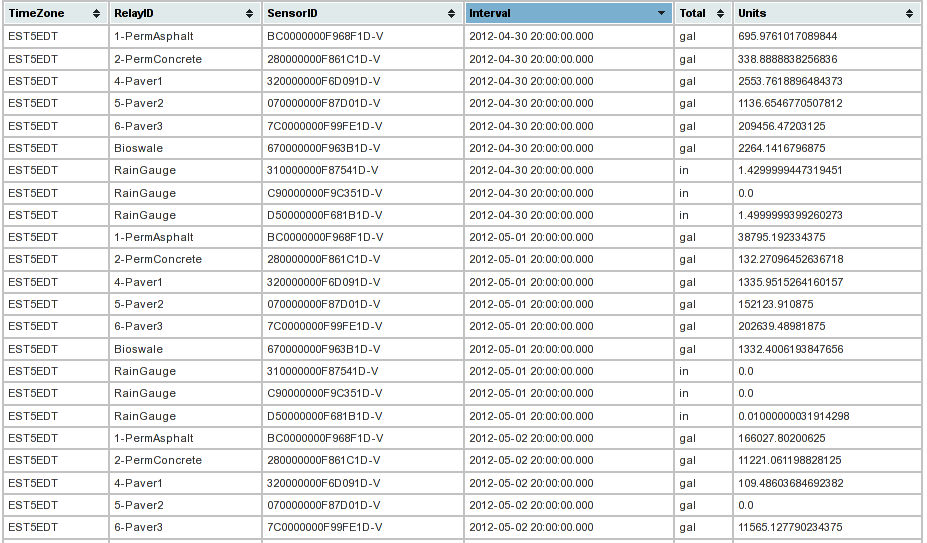 TimeZone RelayID SensorID Interval Total Units
EST5EDT 1-PermAsphalt BC0000000F968F1D-V 2012-04-30 20:00:00.000 gal 695.9761017089844
EST5EDT 2-PermConcrete 280000000F861C1D-V 2012-04-30 20:00:00.000 gal 338.8888838256836
EST5EDT 4-Paver1 320000000F6D091D-V 2012-04-30 20:00:00.000 gal 2553.7618896484373
EST5EDT 5-Paver2 070000000F87D01D-V 2012-04-30 20:00:00.000 gal 1136.6546770507812
EST5EDT 6-Paver3 7C0000000F99FE1D-V 2012-04-30 20:00:00.000 gal 209456.47203125
EST5EDT Bioswale 670000000F963B1D-V 2012-04-30 20:00:00.000 gal 2264.1416796875
EST5EDT RainGauge 310000000F87541D-V 2012-04-30 20:00:00.000 in 1.4299999447319451
EST5EDT RainGauge C90000000F9C351D-V 2012-04-30 20:00:00.000 in 0.0
EST5EDT RainGauge D50000000F681B1D-V 2012-04-30 20:00:00.000 in 1.4999999399260273
EST5EDT 1-PermAsphalt BC0000000F968F1D-V 2012-05-01 20:00:00.000 gal 38795.192334375
EST5EDT 2-PermConcrete 280000000F861C1D-V 2012-05-01 20:00:00.000 gal 132.27096452636718
EST5EDT 4-Paver1 320000000F6D091D-V 2012-05-01 20:00:00.000 gal 1335.9515264160157
EST5EDT 5-Paver2 070000000F87D01D-V 2012-05-01 20:00:00.000 gal 152123.910875
EST5EDT 6-Paver3 7C0000000F99FE1D-V 2012-05-01 20:00:00.000 gal 202639.48981875
EST5EDT Bioswale 670000000F963B1D-V 2012-05-01 20:00:00.000 gal 1332.4006193847656
EST5EDT RainGauge 310000000F87541D-V 2012-05-01 20:00:00.000 in 0.0
EST5EDT RainGauge C90000000F9C351D-V 2012-05-01 20:00:00.000 in 0.0
EST5EDT RainGauge D50000000F681B1D-V 2012-05-01 20:00:00.000 in 0.01000000031914298
EST5EDT 1-PermAsphalt BC0000000F968F1D-V 2012-05-02 20:00:00.000 gal 166027.80200625
EST5EDT 2-PermConcrete 280000000F861C1D-V 2012-05-02 20:00:00.000 gal 11221.061198828125
EST5EDT 4-Paver1 320000000F6D091D-V 2012-05-02 20:00:00.000 gal 109.48603684692382
EST5EDT 5-Paver2 070000000F87D01D-V 2012-05-02 20:00:00.000 gal 0.0
EST5EDT 6-Paver3 7C0000000F99FE1D-V 2012-05-02 20:00:00.000 gal 11565.127790234375